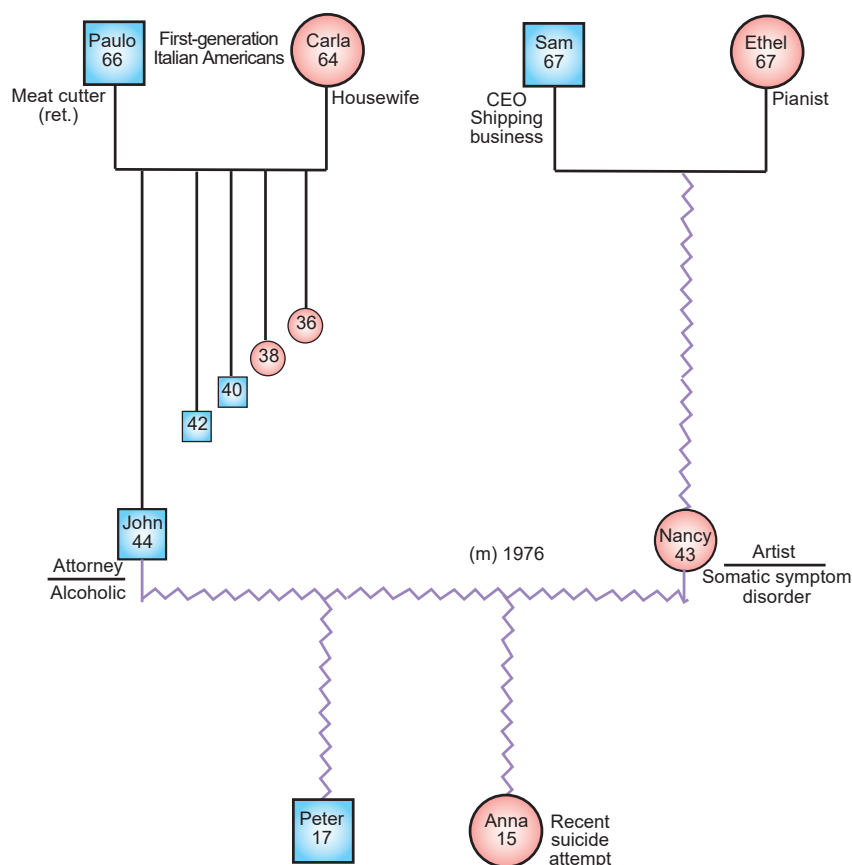 Paulo
66
First-generation
Italian Americans
Carla
64
Sam
67
Ethel
67
Meat cutter
(ret.)
Housewife
CEO
Shipping
business
Pianist
36
38
40
42
John
44
Attorney
Alcoholic
(m) 1976
Nancy
43
Artist
Somatic symptom
disorder
Peter
17
Anna
15
Recent
suicide
attempt